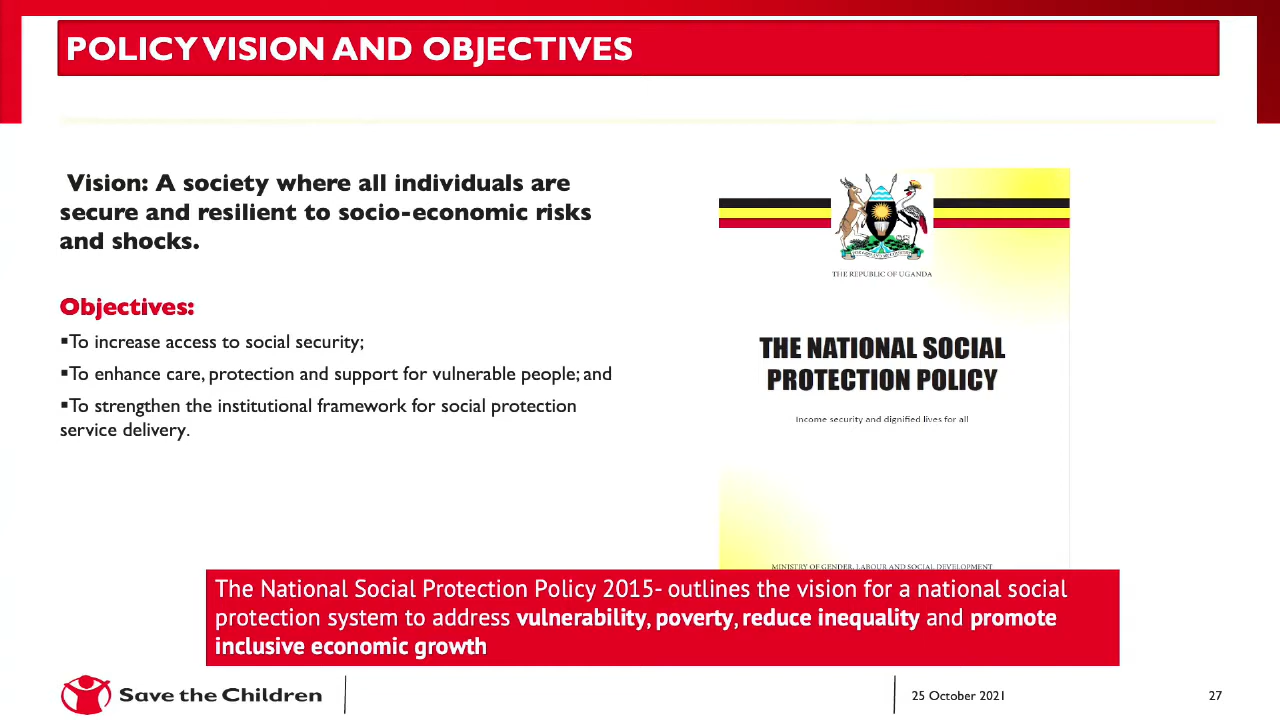 POLICY VISION AND OBJECTIVES
Vision: A society where all individuals are
secure and resilient to socio-economic risks
and shocks.
Objectives:
▪To increase access to social security;
▪To enhance care, protection and support for vulnerable people; and
▪To strengthen the institutional framework for social protection
service delivery.
THE REPUBLIC OF UGANDA
THE NATIONAL SOCIAL
PROTECTION POLICY
Income security and dignified lives for all
MINISTRY OF GENDER, LABOUR AND SOCIAL DEVELOPMENT
The National Social Protection Policy 2015- outlines the vision for a national social
protection system to address vulnerability, poverty, reduce inequality and promote
inclusive economic growth
Save the Children
25 October 2021
27